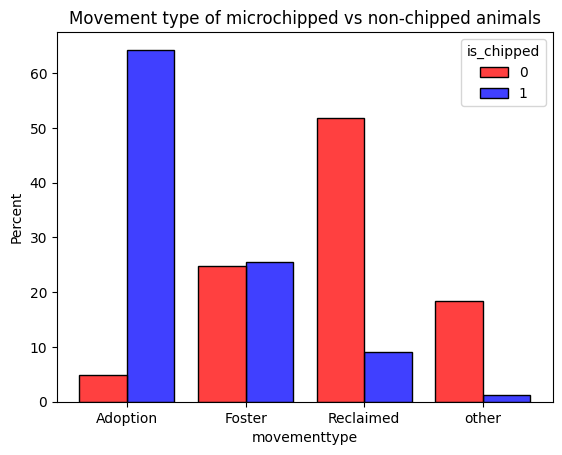 Movement type of microchipped vs non-chipped animals
is_chipped
0
1
Percent
60
50
40
30
20
10
0
Adoption Foster Reclaimed other
movementtype